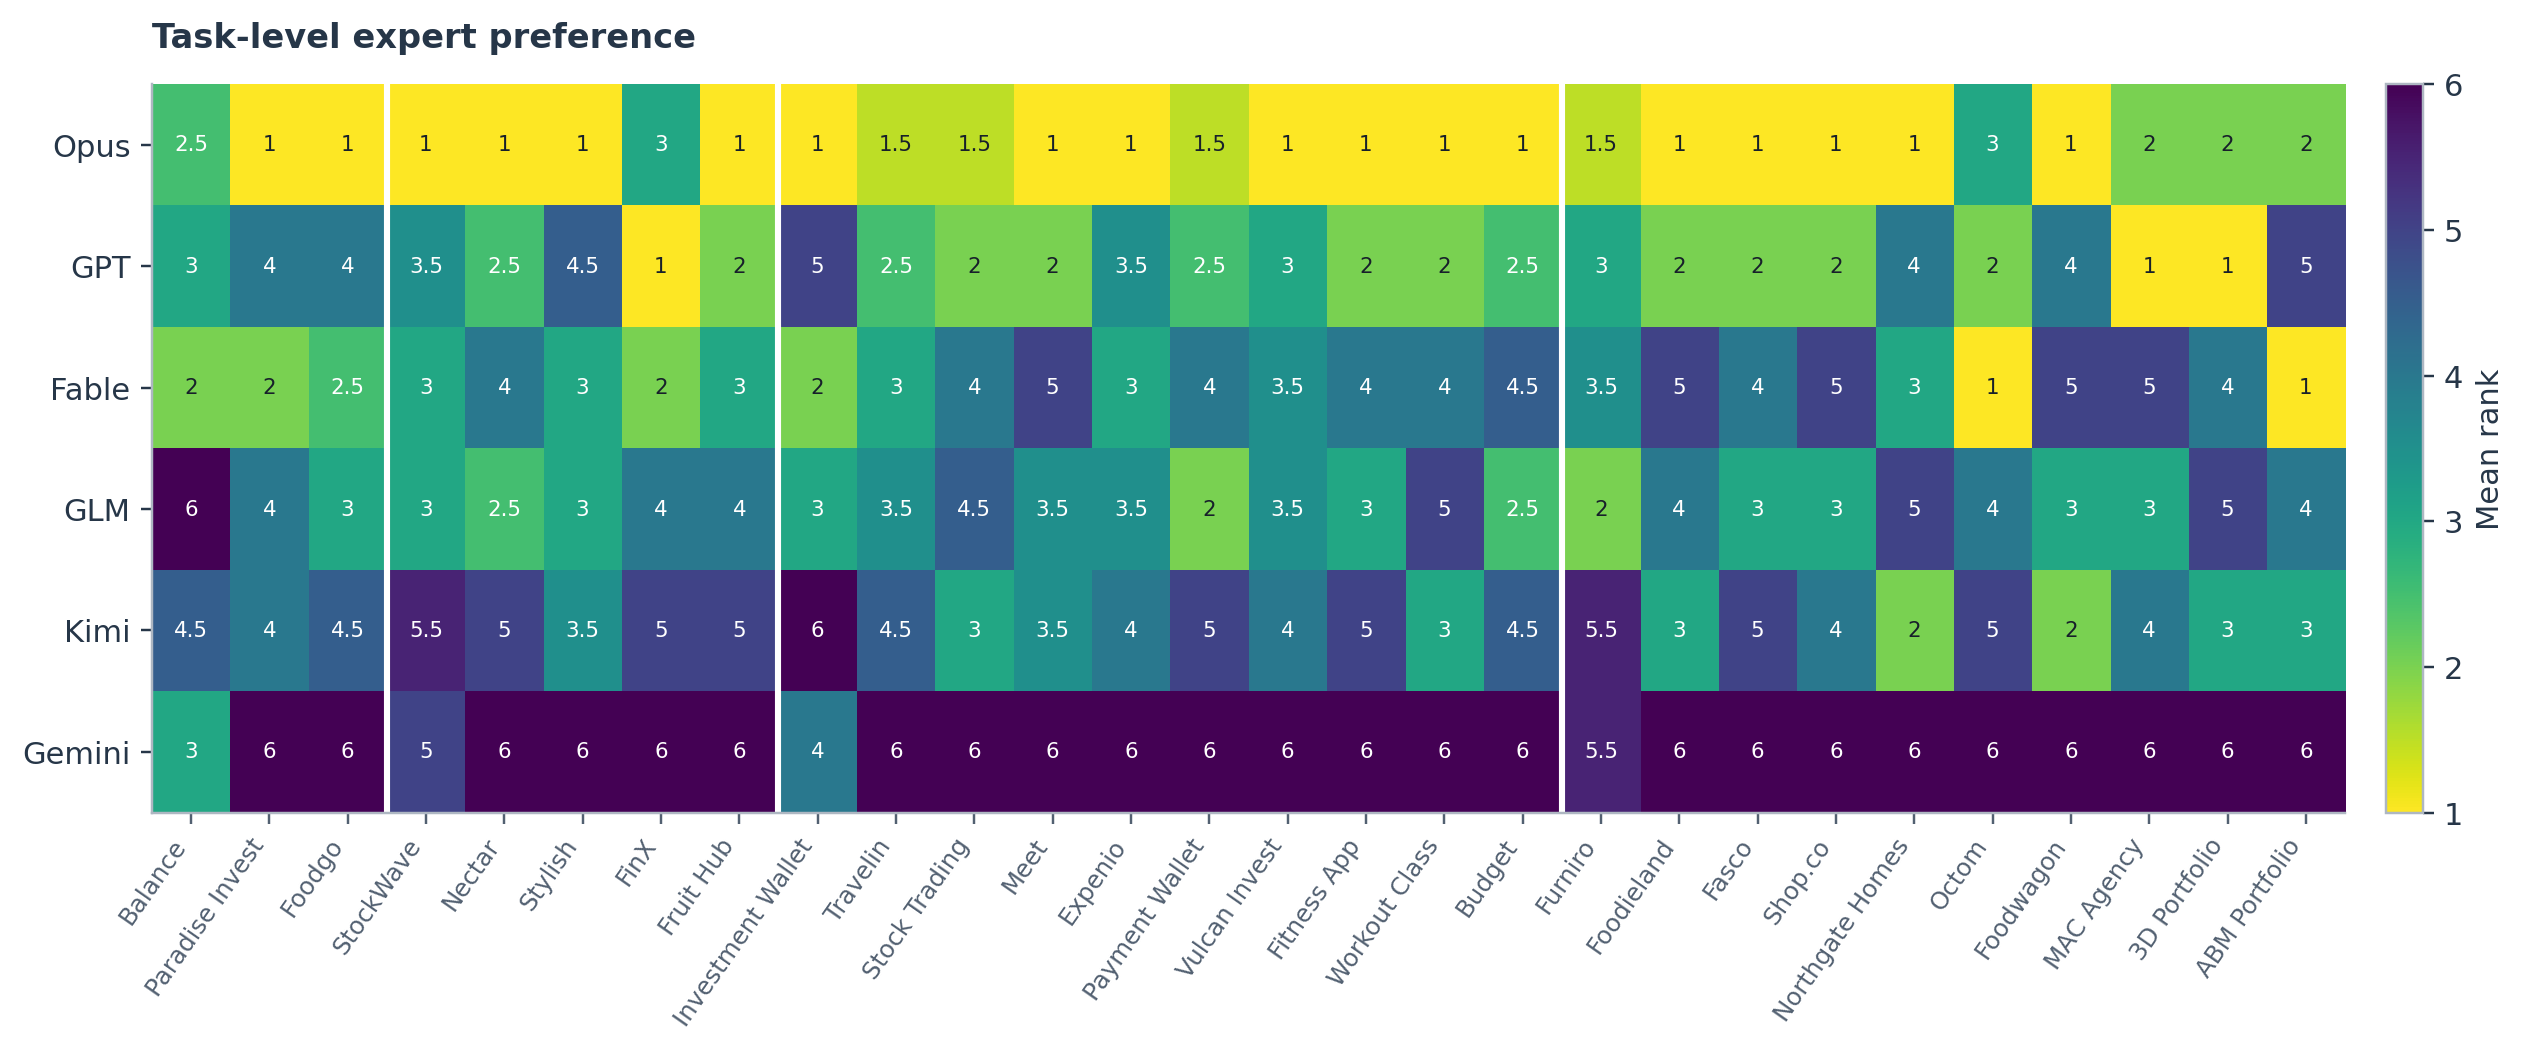 Task-level expert preference
Opus 2.5 1 1 1 1 1 3 1 1 1.5 1.5 1 1 1.5 1 1 1 1 1.5 1 1 1 1 3 1 2 2 2
GPT 3 4 4 3.5 2.5 4.5 1 2 5 2.5 2 2 3.5 2.5 3 2 2 2.5 3 2 2 2 4 2 4 1 1 5
Fable 2 2 2.5 3 4 3 2 3 2 3 4 5 3 4 3.5 4 4 4.5 3.5 5 4 5 3 1 5 5 4 1
GLM 6 4 3 3 2.5 3 4 4 3 3.5 4.5 3.5 3.5 2 3.5 3 5 2.5 2 4 3 3 5 4 3 3 5 4
Kimi 4.5 4 4.5 5.5 5 3.5 5 5 6 4.5 3 3.5 4 5 4 5 3 4.5 5.5 3 5 4 2 5 2 4 3 3
Gemini 3 6 6 5 6 6 6 6 4 6 6 6 6 6 6 6 6 6 5.5 6 6 6 6 6 6 6 6 6
Balance
Paradise Invest
Foodgo
StockWave
Nectar
Stylish
FinX
Fruit Hub
Investment Wallet
Travelin
Stock Trading
Meet
Expenio
Payment Wallet
Vulcan Invest
Fitness App
Workout Class
Budget
Furniro
Foodieland
Fasco
Shop.co
Northgate Homes
Octom
Foodwagon
MAC Agency
3D Portfolio
ABM Portfolio
6
5
4
3
2
1
Mean rank